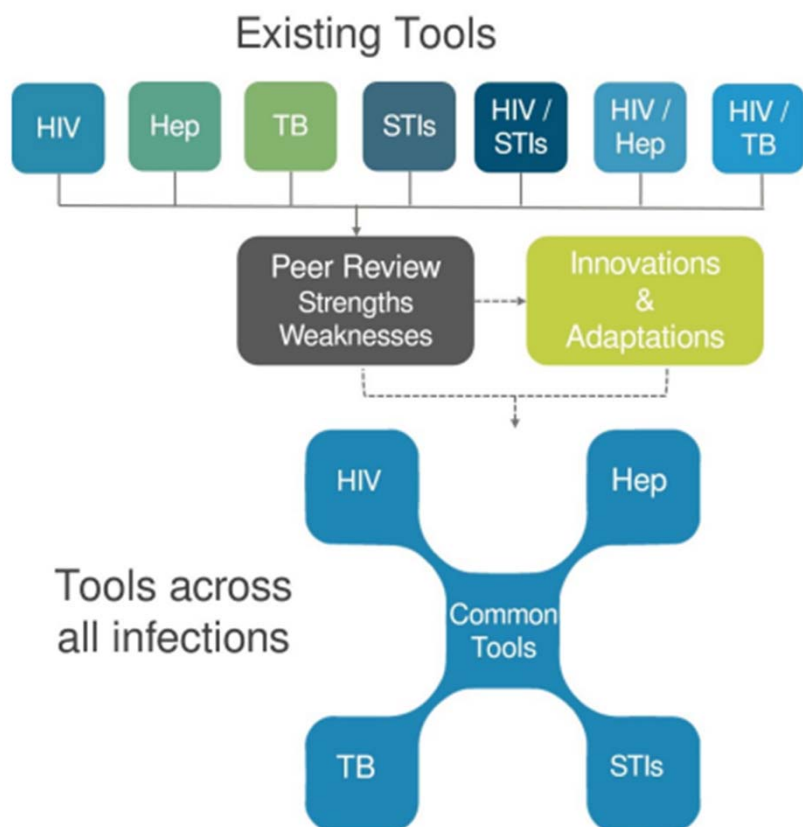 Existing Tools
HIV
Hep
TB
STIs
HIV /
STIs
HIV /
Hep
HIV /
TB
Peer Review
Strengths
Weaknesses
Innovations
&
Adaptations
HIV
Hep
Tools across
all infections
Common
Tools
TB
STIs